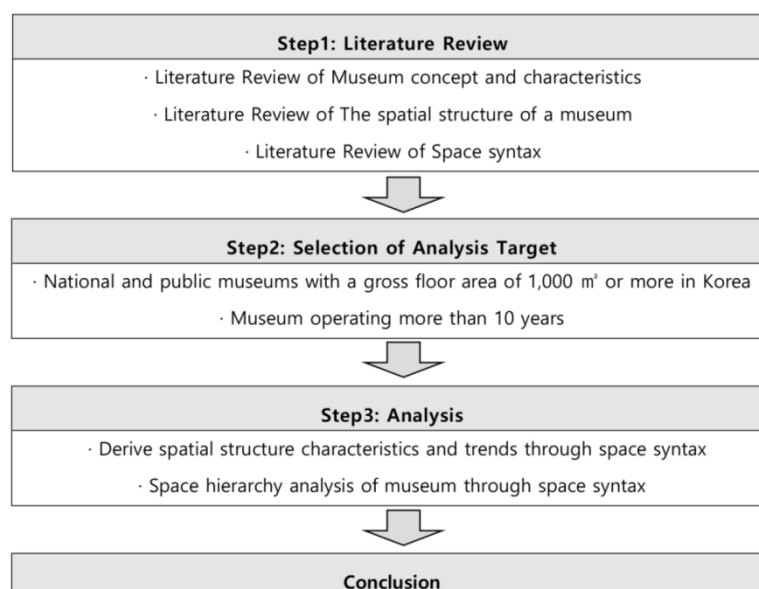 Step1: Literature Review
· Literature Review of Museum concept and characteristics
· Literature Review of The spatial structure of a museum
· Literature Review of Space syntax
Step2: Selection of Analysis Target
· National and public museums with a gross floor area of 1,000 ㎡ or more in Korea
· Museum operating more than 10 years
Step3: Analysis
· Derive spatial structure characteristics and trends through space syntax
· Space hierarchy analysis of museum through space syntax
Conclusion